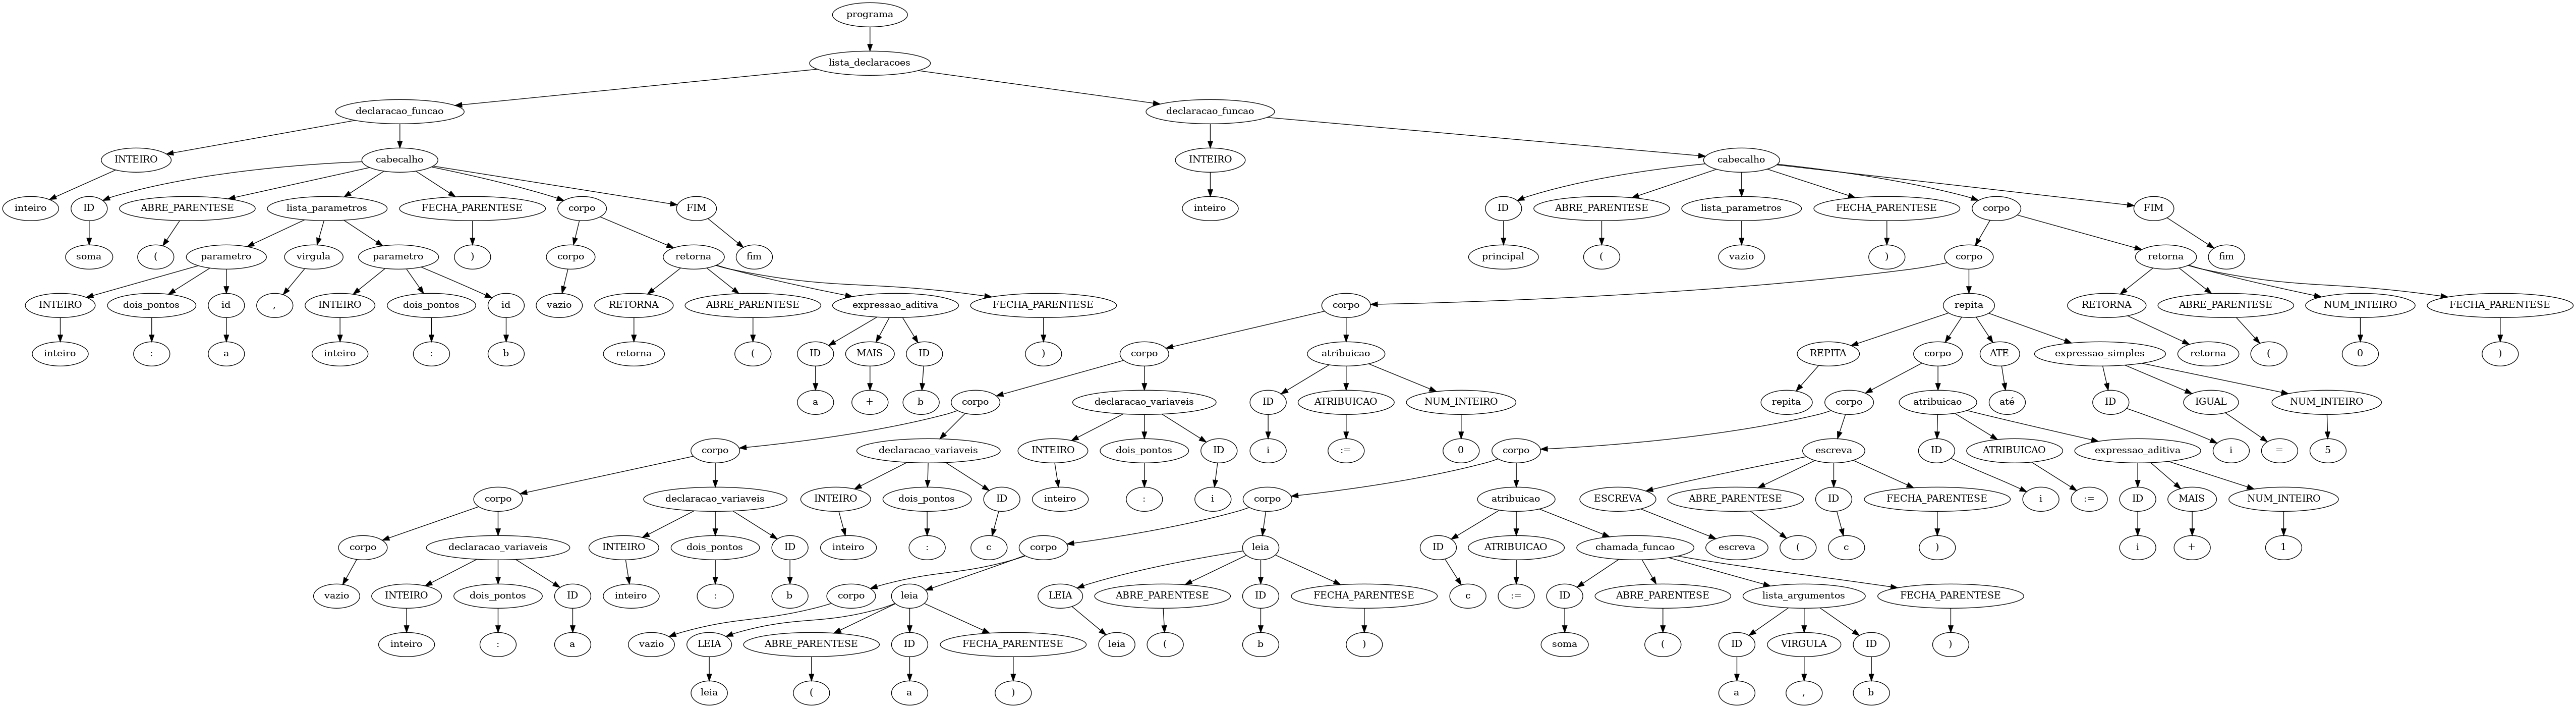 programa
lista_declaracoes
declaracao_funcao declaracao_funcao
INTEIRO cabecalho INTEIRO cabecalho
inteiro ID ABRE_PARENTESE lista_parametros FECHA_PARENTESE corpo FIM inteiro ID ABRE_PARENTESE lista_parametros FECHA_PARENTESE corpo FIM
soma ( parametro virgula parametro ) corpo retorna fim principal ( vazio ) corpo retorna fim
INTEIRO dois_pontos id , INTEIRO dois_pontos id vazio RETORNA ABRE_PARENTESE expressao_aditiva FECHA_PARENTESE corpo repita RETORNA ABRE_PARENTESE NUM_INTEIRO FECHA_PARENTESE
inteiro : a inteiro : b retorna ( ID MAIS ID ) corpo atribuicao REPITA corpo ATE expressao_simples retorna ( 0 )
a + b corpo declaracao_variaveis ID ATRIBUICAO NUM_INTEIRO repita corpo atribuicao até ID IGUAL NUM_INTEIRO
corpo declaracao_variaveis INTEIRO dois_pontos ID i := 0 corpo escreva ID ATRIBUICAO expressao_aditiva i = 5
corpo declaracao_variaveis INTEIRO dois_pontos ID inteiro : i corpo atribuicao ESCREVA ABRE_PARENTESE ID FECHA_PARENTESE i := ID MAIS NUM_INTEIRO
corpo declaracao_variaveis INTEIRO dois_pontos ID inteiro : c corpo leia ID ATRIBUICAO chamada_funcao escreva ( c ) i + 1
vazio INTEIRO dois_pontos ID inteiro : b corpo leia LEIA ABRE_PARENTESE ID FECHA_PARENTESE c := ID ABRE_PARENTESE lista_argumentos FECHA_PARENTESE
inteiro : a vazio LEIA ABRE_PARENTESE ID FECHA_PARENTESE leia ( b ) soma ( ID VIRGULA ID )
leia ( a ) a , b